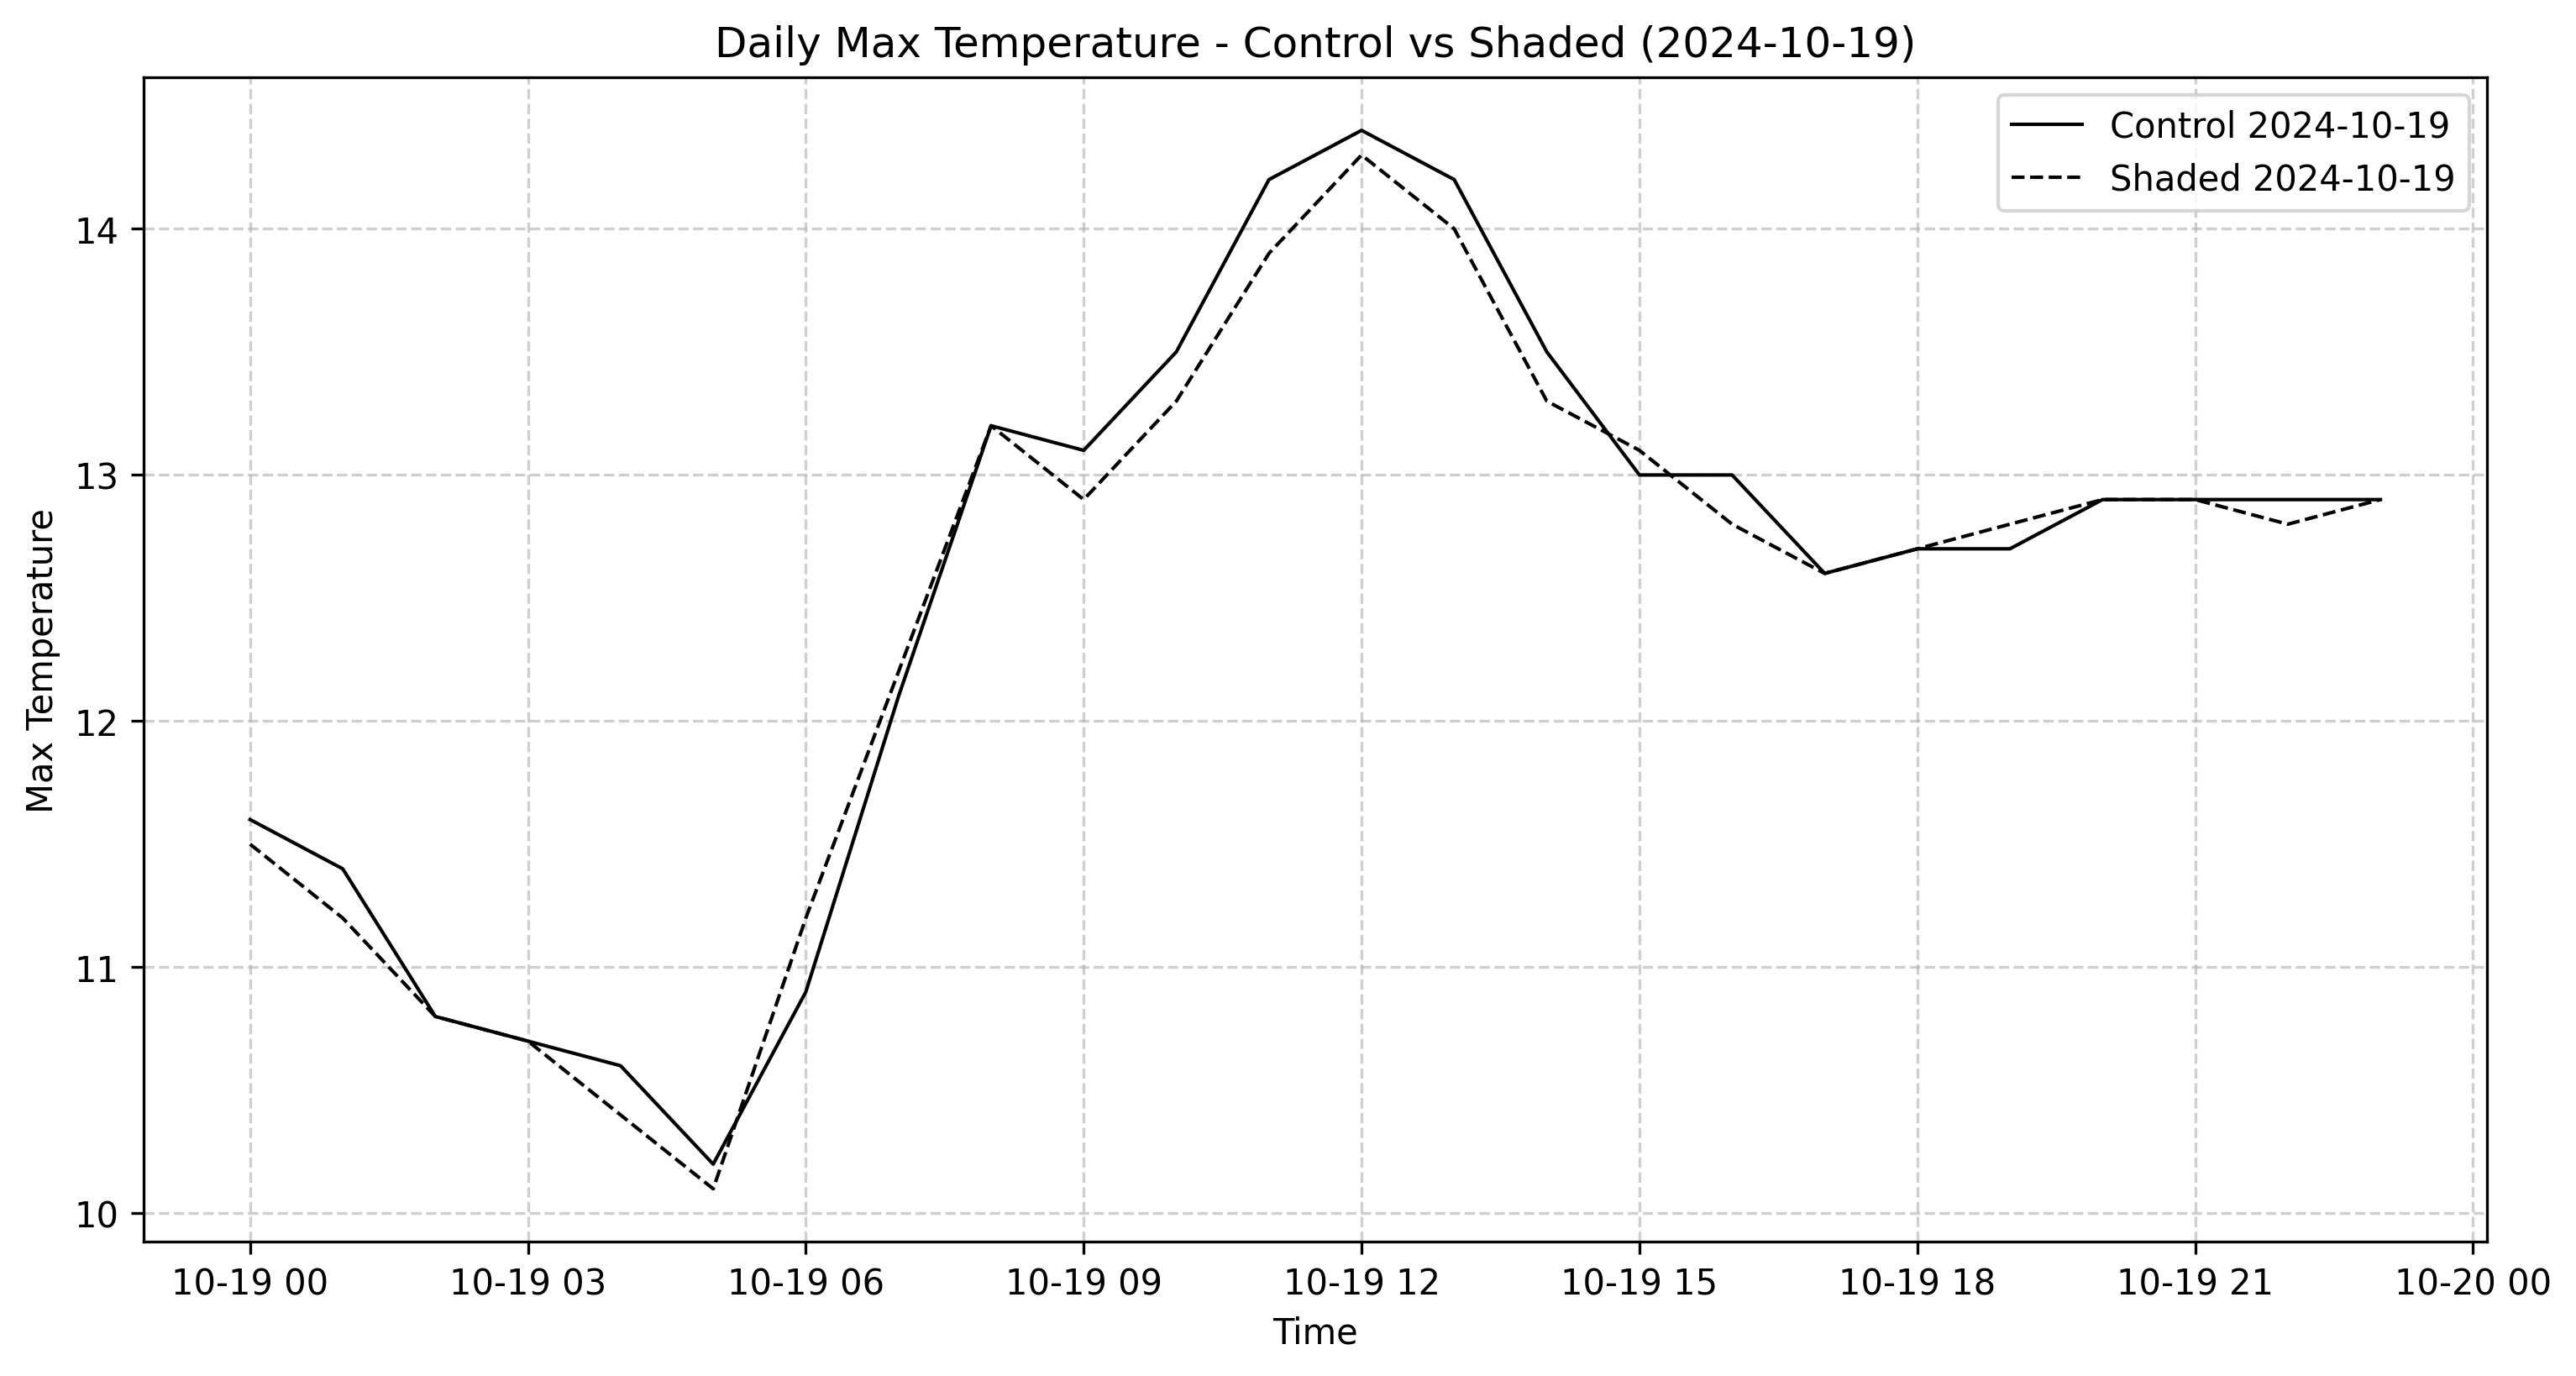 Daily Max Temperature - Control vs Shaded (2024-10-19)
Control 2024-10-19
Shaded 2024-10-19
Max Temperature
14
13
12
11
10
10-19 00 10-19 03 10-19 06 10-19 09 10-19 12 10-19 15 10-19 18 10-19 21 10-20 00
Time